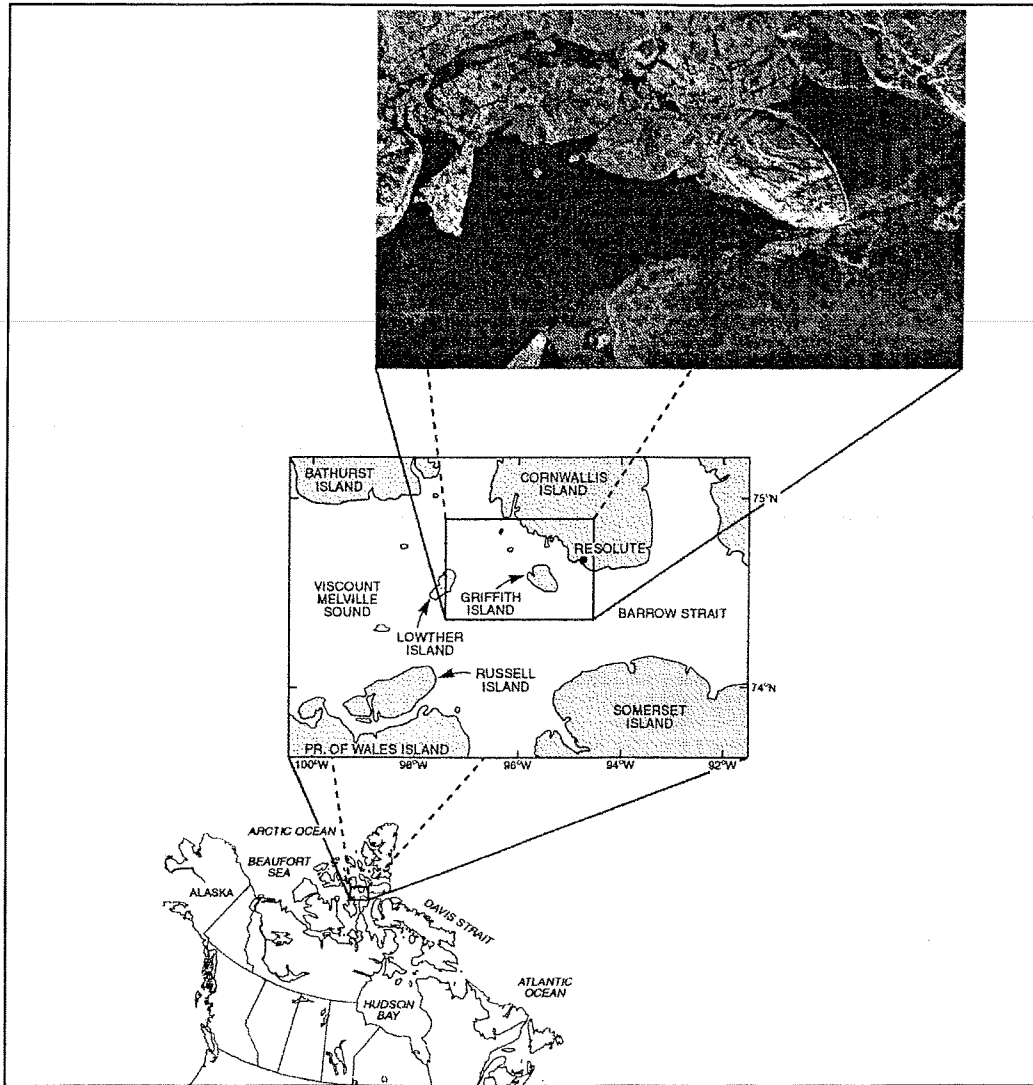 BATHURST
ISLAND
CORNWALLIS
ISLAND
75°N
RESOLUTE
VISCOUNT
MELVILLE
SOUND
GRIFFITH
ISLAND
BARROW STRAIT
LOWTHER
ISLAND
RUSSELL
ISLAND
74°N
SOMERSET
ISLAND
PR. OF WALES ISLAND
100°W
98°W
96°W
94°W
92°W
ARCTIC OCEAN
BEAUFORT
SEA
ALASKA
DAVIS STRAIT
ATLANTIC
OCEAN
HUDSON
BAY